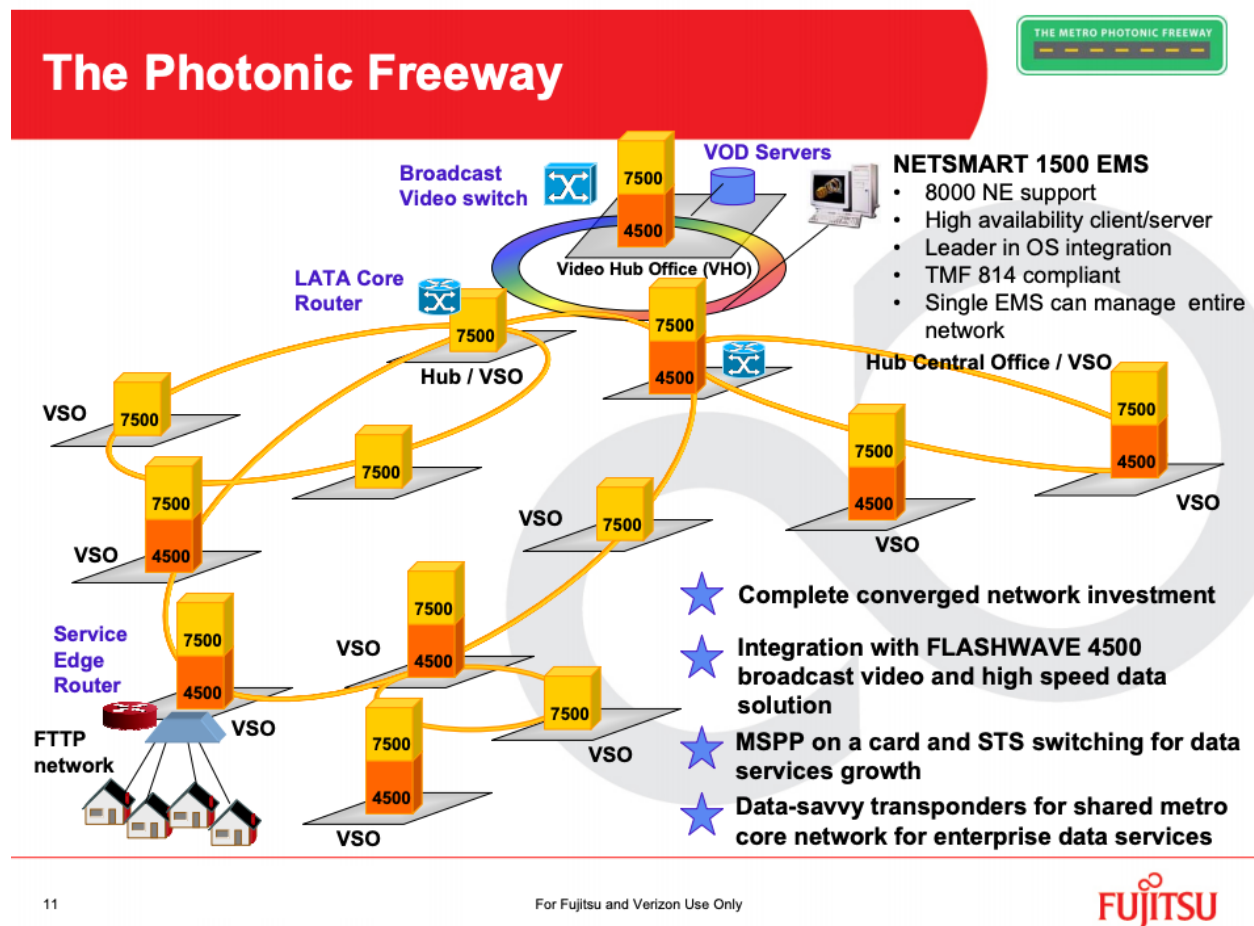 The Photonic Freeway
THE METRO PHOTONIC FREEWAY
Broadcast
Video switch
7500
4500
VOD Servers
Video Hub Office (VHO)
NETSMART 1500 EMS
• 8000 NE support
• High availability client/server
• Leader in OS integration
• TMF 814 compliant
• Single EMS can manage entire
network
LATA Core
Router
7500
Hub / VSO
7500
4500
Hub Central Office / VSO
VSO
7500
7500
7500
4500
VSO
7500
4500
VSO
7500
4500
VSO
VSO
7500
7500
4500
VSO
Service
Edge
Router
7500
4500
VSO
FTTP
network
VSO
7500
4500
7500
VSO
7500
4500
VSO
Complete converged network investment
Integration with FLASHWAVE 4500
broadcast video and high speed data
solution
MSPP on a card and STS switching for data
services growth
Data-savvy transponders for shared metro
core network for enterprise data services
11
For Fujitsu and Verizon Use Only
FUJITSU